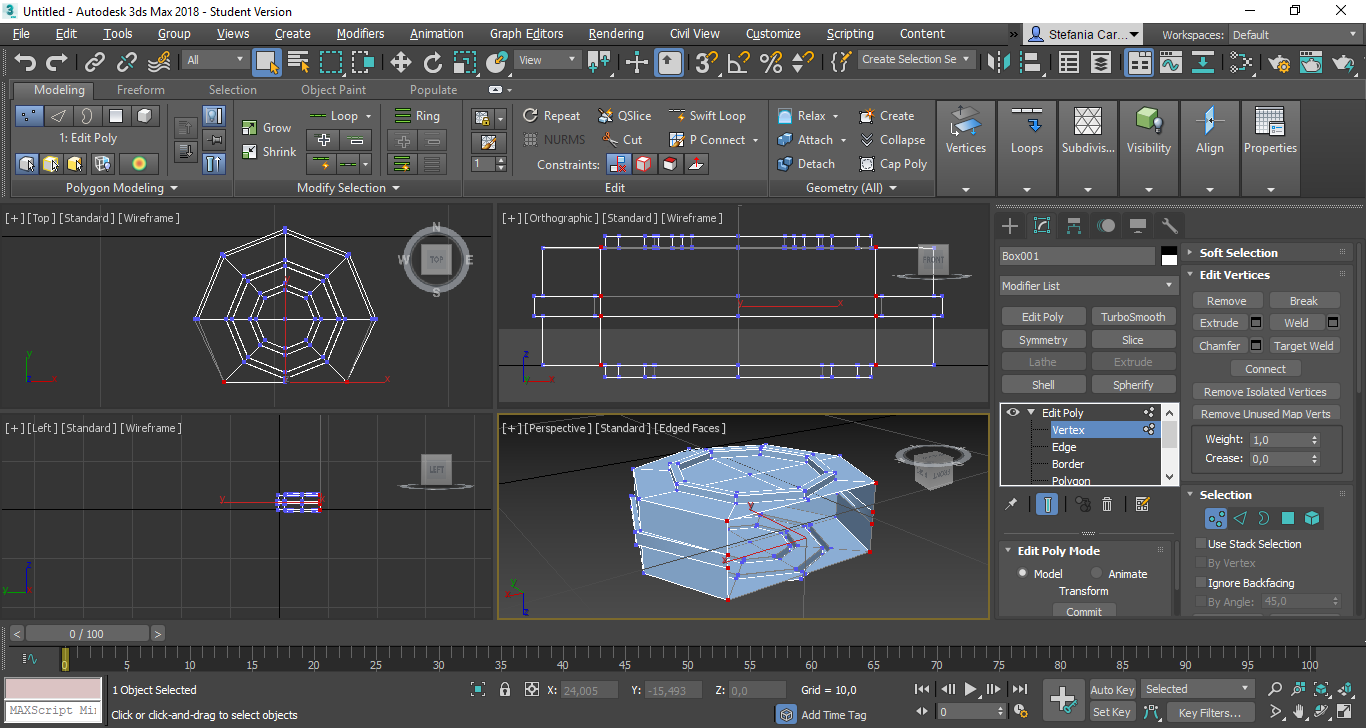 Untitled - Autodesk 3ds Max 2018 - Student Version
File Edit Tools Group Views Create Modifiers Animation Graph Editors Rendering Civil View Customize Scripting Content » Stefania Car... Workspaces: Default
All View Create Selection Se
Modeling Freeform Selection Object Paint Populate
1: Edit Poly
Grow
Shrink
Loop
Ring
1
Repeat QSlice Swift Loop
NURMS Cut P Connect
Constraints:
Relax Create
Attach Collapse
Detach Cap Poly
Vertices Loops Subdivis... Visibility Align Properties
Polygon Modeling Modify Selection Edit Geometry (All)
[+] [Top] [Standard] [Wireframe]
[+] [Orthographic] [Standard] [Wireframe]
N
W TOP E
S
FRONT
[+] [Left] [Standard] [Wireframe]
[+] [Perspective] [Standard] [Edged Faces]
LEFT
Box001
Modifier List
Edit Poly TurboSmooth
Symmetry Slice
Lathe Extrude
Shell Spherify
Edit Poly
Vertex
Edge
Border
Polygon
Edit Poly Mode
Model Animate
Transform
Commit
Soft Selection
Edit Vertices
Remove Break
Extrude Weld
Chamfer Target Weld
Connect
Remove Isolated Vertices
Remove Unused Map Verts
Weight: 1,0
Crease: 0,0
Selection
Use Stack Selection
By Vertex
Ignore Backfacing
By Angle: 45,0
< 0 / 100 >
0 5 10 15 20 25 30 35 40 45 50 55 60 65 70 75 80 85 90 95 100
1 Object Selected X: 24,005 Y: -15,493 Z: 0,0 Grid = 10,0
MAXScript Mi
Click or click-and-drag to select objects
Add Time Tag
0
Auto Key Selected
Set Key Key Filters...